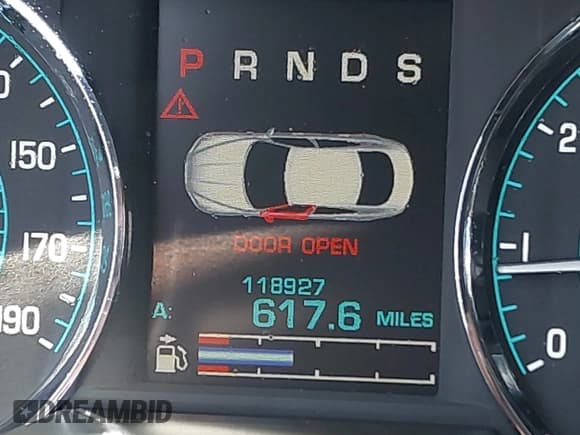 P R N D S
150
170
190
DOOR OPEN
118927
A: 617.6 MILES
2
1
0
DREAMBID